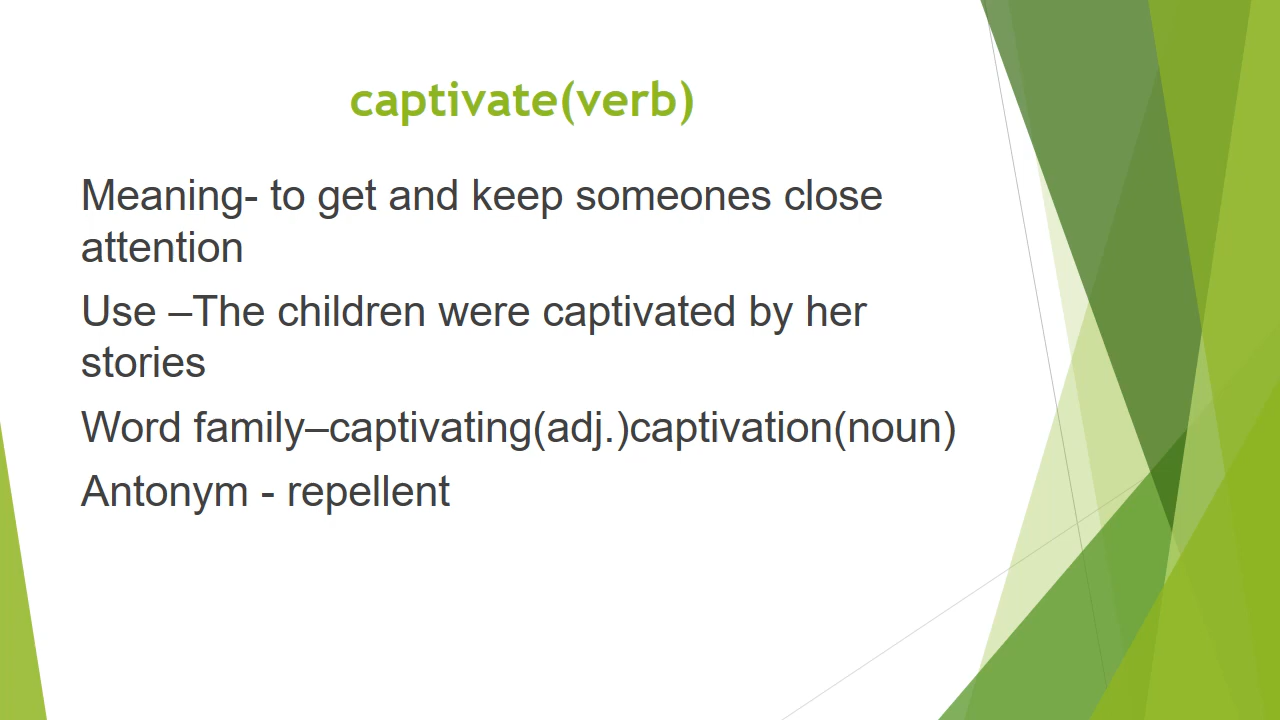 captivate(verb)
Meaning- to get and keep someones close
attention
Use –The children were captivated by her
stories
Word family–captivating(adj.)captivation(noun)
Antonym - repellent